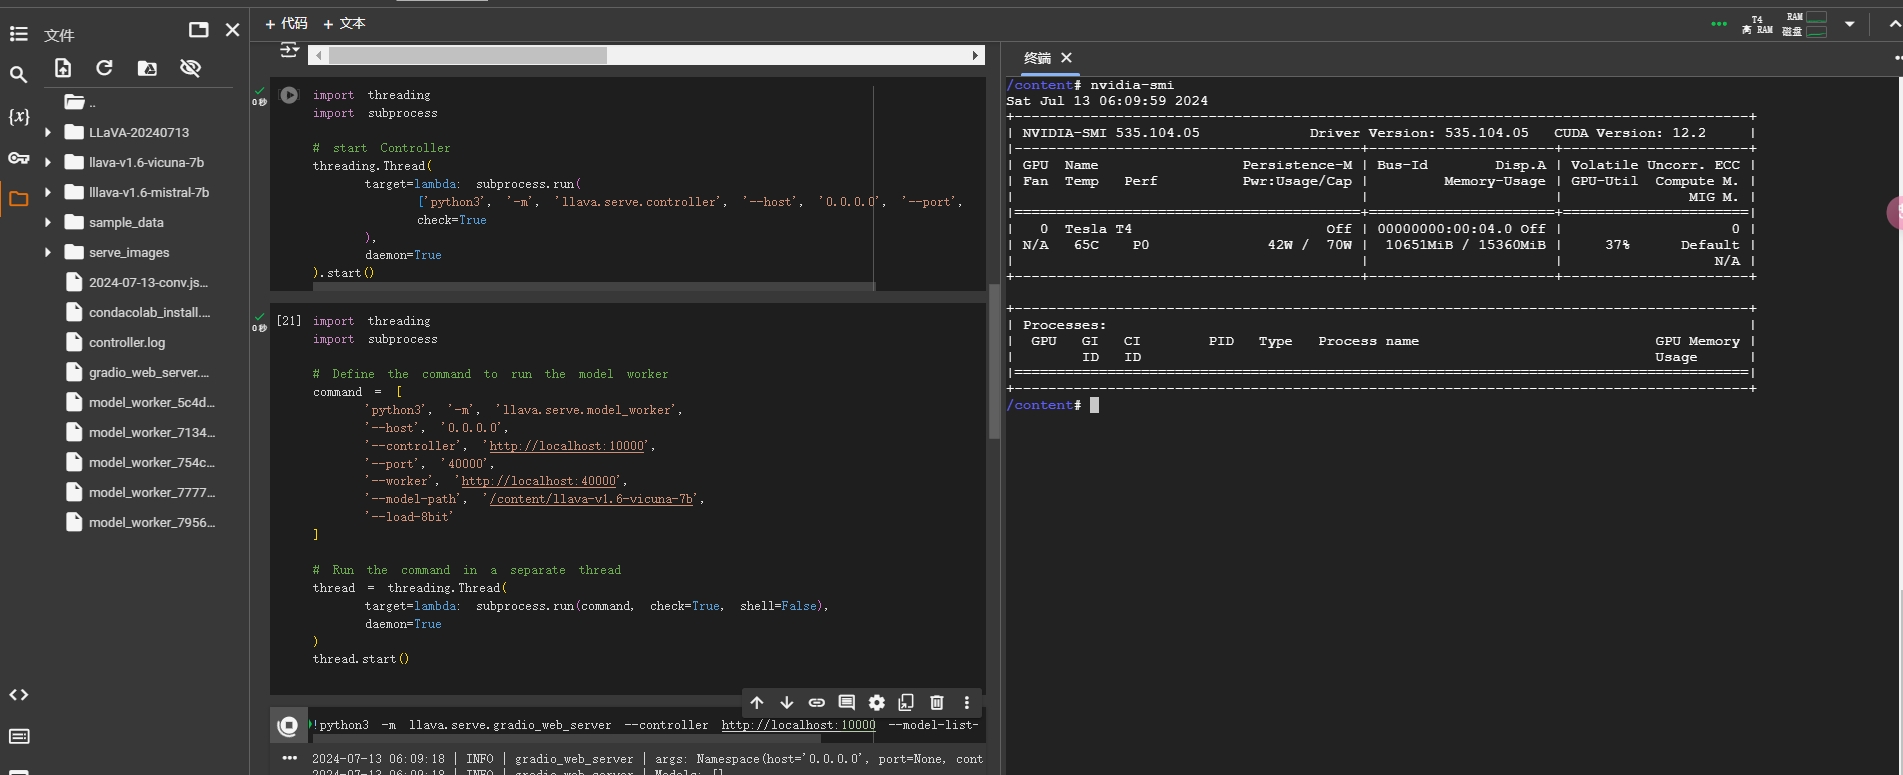 文件
..
LLaVA-20240713
llava-v1.6-vicuna-7b
lllava-v1.6-mistral-7b
sample_data
serve_images
2024-07-13-conv.js...
condacolab_install....
controller.log
gradio_web_server....
model_worker_5c4d...
model_worker_7134...
model_worker_754c...
model_worker_7777...
model_worker_7956...
+ 代码 + 文本
T4
高 RAM
RAM
磁盘
0秒
import threading
import subprocess
# start Controller
threading.Thread(
target=lambda: subprocess.run(
['python3', '-m', 'llava.serve.controller', '--host', '0.0.0.0', '--port',
check=True
),
daemon=True
).start()
0秒
[21] import threading
import subprocess
# Define the command to run the model worker
command = [
'python3', '-m', 'llava.serve.model_worker',
'--host', '0.0.0.0',
'--controller', 'http://localhost:10000',
'--port', '40000',
'--worker', 'http://localhost:40000',
'--model-path', '/content/llava-v1.6-vicuna-7b',
'--load-8bit'
]
# Run the command in a separate thread
thread = threading.Thread(
target=lambda: subprocess.run(command, check=True, shell=False),
daemon=True
)
thread.start()
!python3 -m llava.serve.gradio_web_server --controller http://localhost:10000 --model-list-
2024-07-13 06:09:18 | INFO | gradio_web_server | args: Namespace(host='0.0.0.0', port=None, cont
2024-07-13 06:09:18 | INFO | gradio_web_server | Models: []
终端
/content# nvidia-smi
Sat Jul 13 06:09:59 2024
| NVIDIA-SMI 535.104.05 Driver Version: 535.104.05 CUDA Version: 12.2 |
| GPU Name Persistence-M | Bus-Id Disp.A | Volatile Uncorr. ECC |
| Fan Temp Perf Pwr:Usage/Cap | Memory-Usage | GPU-Util Compute M. |
| | | MIG M. |
| 0 Tesla T4 Off | 00000000:00:04.0 Off | 0 |
| N/A 65C P0 42W / 70W | 10651MiB / 15360MiB | 37% Default |
| | | N/A |
| Processes: |
| GPU GI CI PID Type Process name GPU Memory |
| ID ID Usage |
/content#